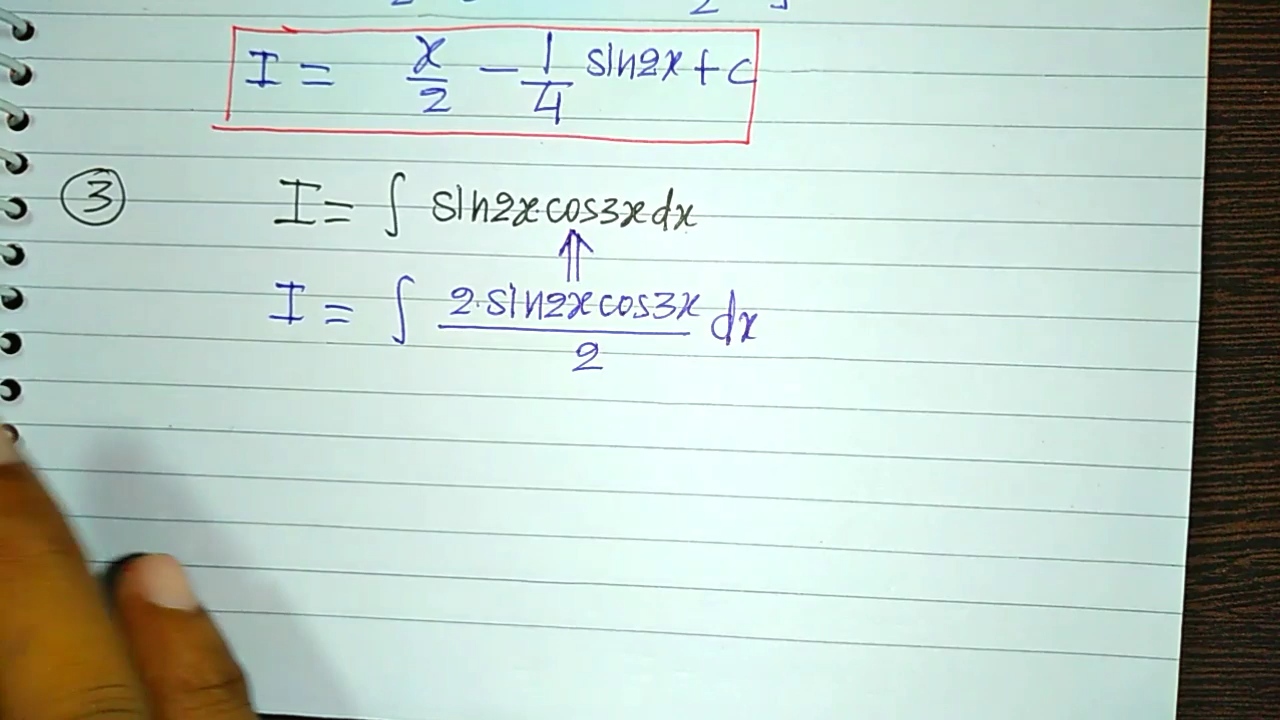 I = x/2 - 1/4 sin2x + c
3 I = ∫ sin2x·cos3x dx
⇑
I = ∫ 2·sin2x cos3x / 2 dx